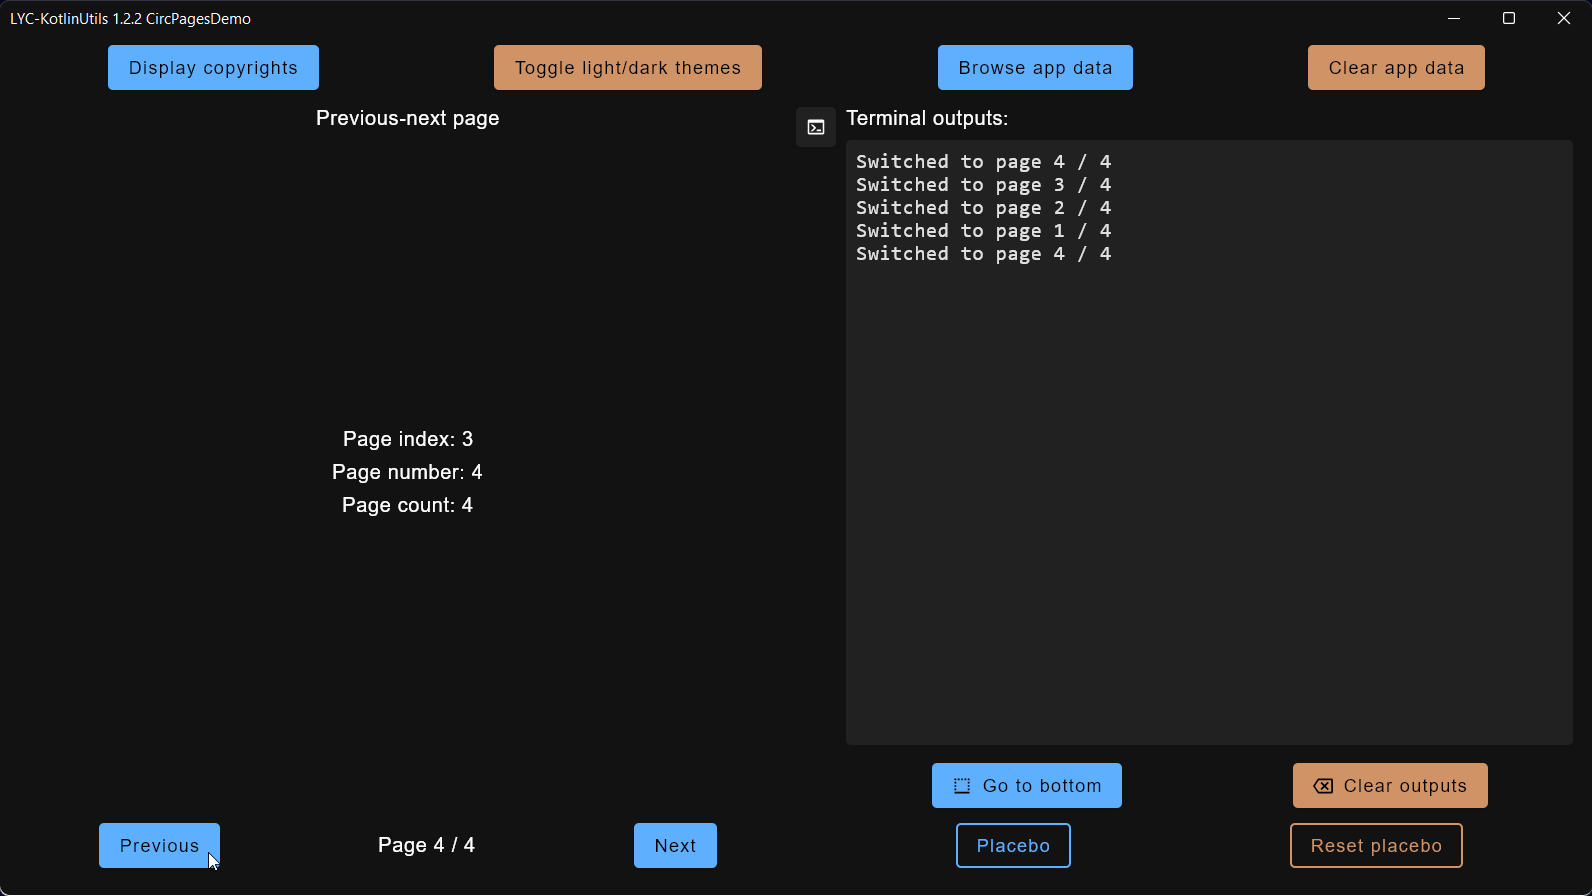 LYC-KotlinUtils 1.2.2 CircPagesDemo
Display copyrights
Toggle light/dark themes
Browse app data
Clear app data
Previous-next page
Terminal outputs:
Switched to page 4 / 4
Switched to page 3 / 4
Switched to page 2 / 4
Switched to page 1 / 4
Switched to page 4 / 4
Page index: 3
Page number: 4
Page count: 4
Go to bottom
Clear outputs
Previous
Page 4 / 4
Next
Placebo
Reset placebo